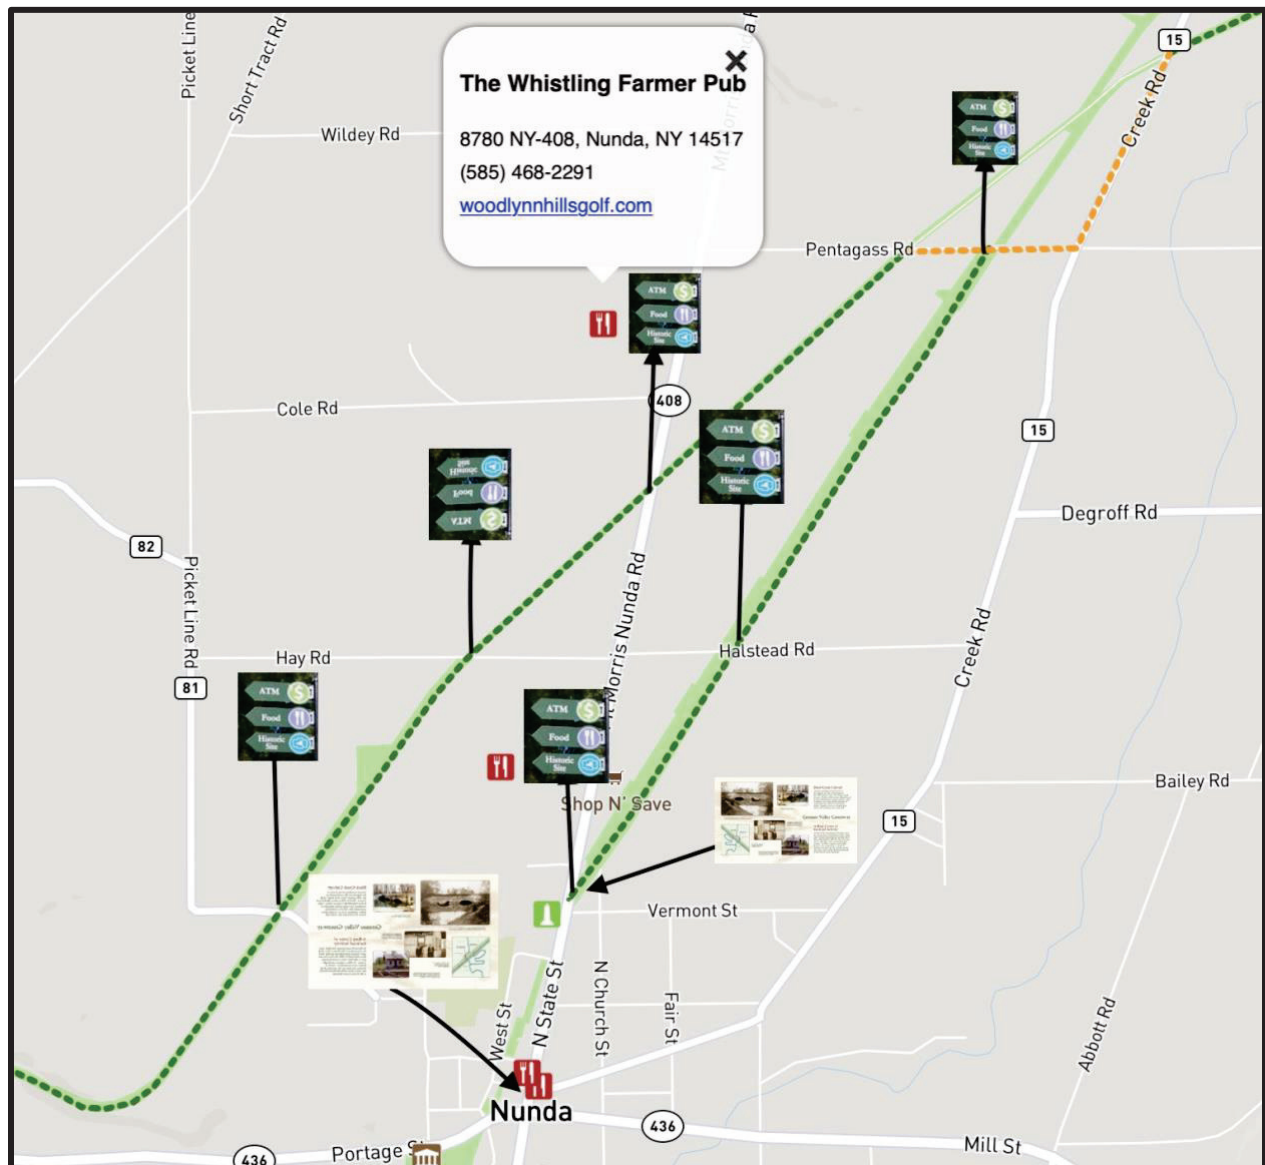 Picket Line
Short Tract Rd
15
The Whistling Farmer Pub
8780 NY-408, Nunda, NY 14517
(585) 468-2291
woodlynnhillsgolf.com
Wildey Rd
Creek Rd
ATM
Food
Historic
Site
Pentagass Rd
ATM
Food
Historic
Site
Cole Rd
408
15
ATM
Food
Historic
Site
Historic
Food
ATM
Degroff Rd
82
Picket Line Rd
Morris Nunda Rd
Hay Rd
Halstead Rd
Creek Rd
81
ATM
Food
Historic
Site
ATM
Food
Historic
Site
Shop N' Save
Bailey Rd
15
Vermont St
West St
N State St
N Church St
Fair St
Abbott Rd
Nunda
436
Portage
436
Mill St